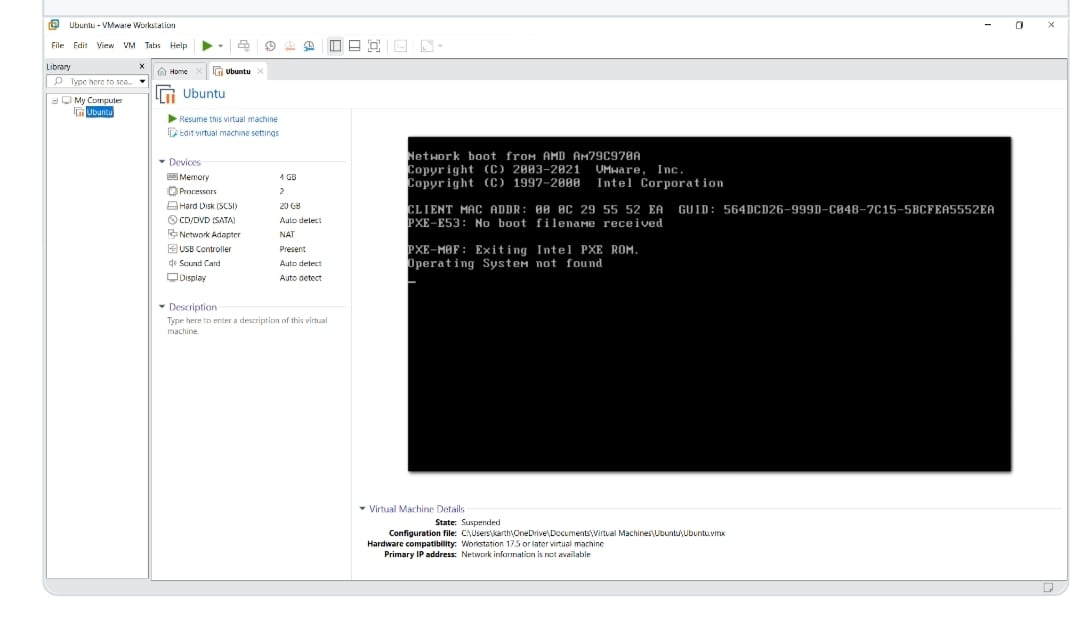 Ubuntu - VMware Workstation
File Edit View VM Tabs Help
Library
Type here to sea...
My Computer
Ubuntu
Home
Ubuntu
Ubuntu
Resume this virtual machine
Edit virtual machine settings
Devices
Memory 4 GB
Processors 2
Hard Disk (SCSI) 20 GB
CD/DVD (SATA) Auto detect
Network Adapter NAT
USB Controller Present
Sound Card Auto detect
Display Auto detect
Description
Type here to enter a description of this virtual
machine.
Network boot from AMD Am79C970A
Copyright (C) 2003-2021 VMware, Inc.
Copyright (C) 1997-2000 Intel Corporation
CLIENT MAC ADDR: 00 0C 29 55 52 EA GUID: 564DCD26-999D-C04B-7C15-5BCFEA5552EA
PXE-E53: No boot filename received
PXE-M0F: Exiting Intel PXE ROM.
Operating System not found
Virtual Machine Details
State: Suspended
Configuration file: C:\Users\karth\OneDrive\Documents\Virtual Machines\Ubuntu\Ubuntu.vmx
Hardware compatibility: Workstation 17.5 or later virtual machine
Primary IP address: Network information is not available